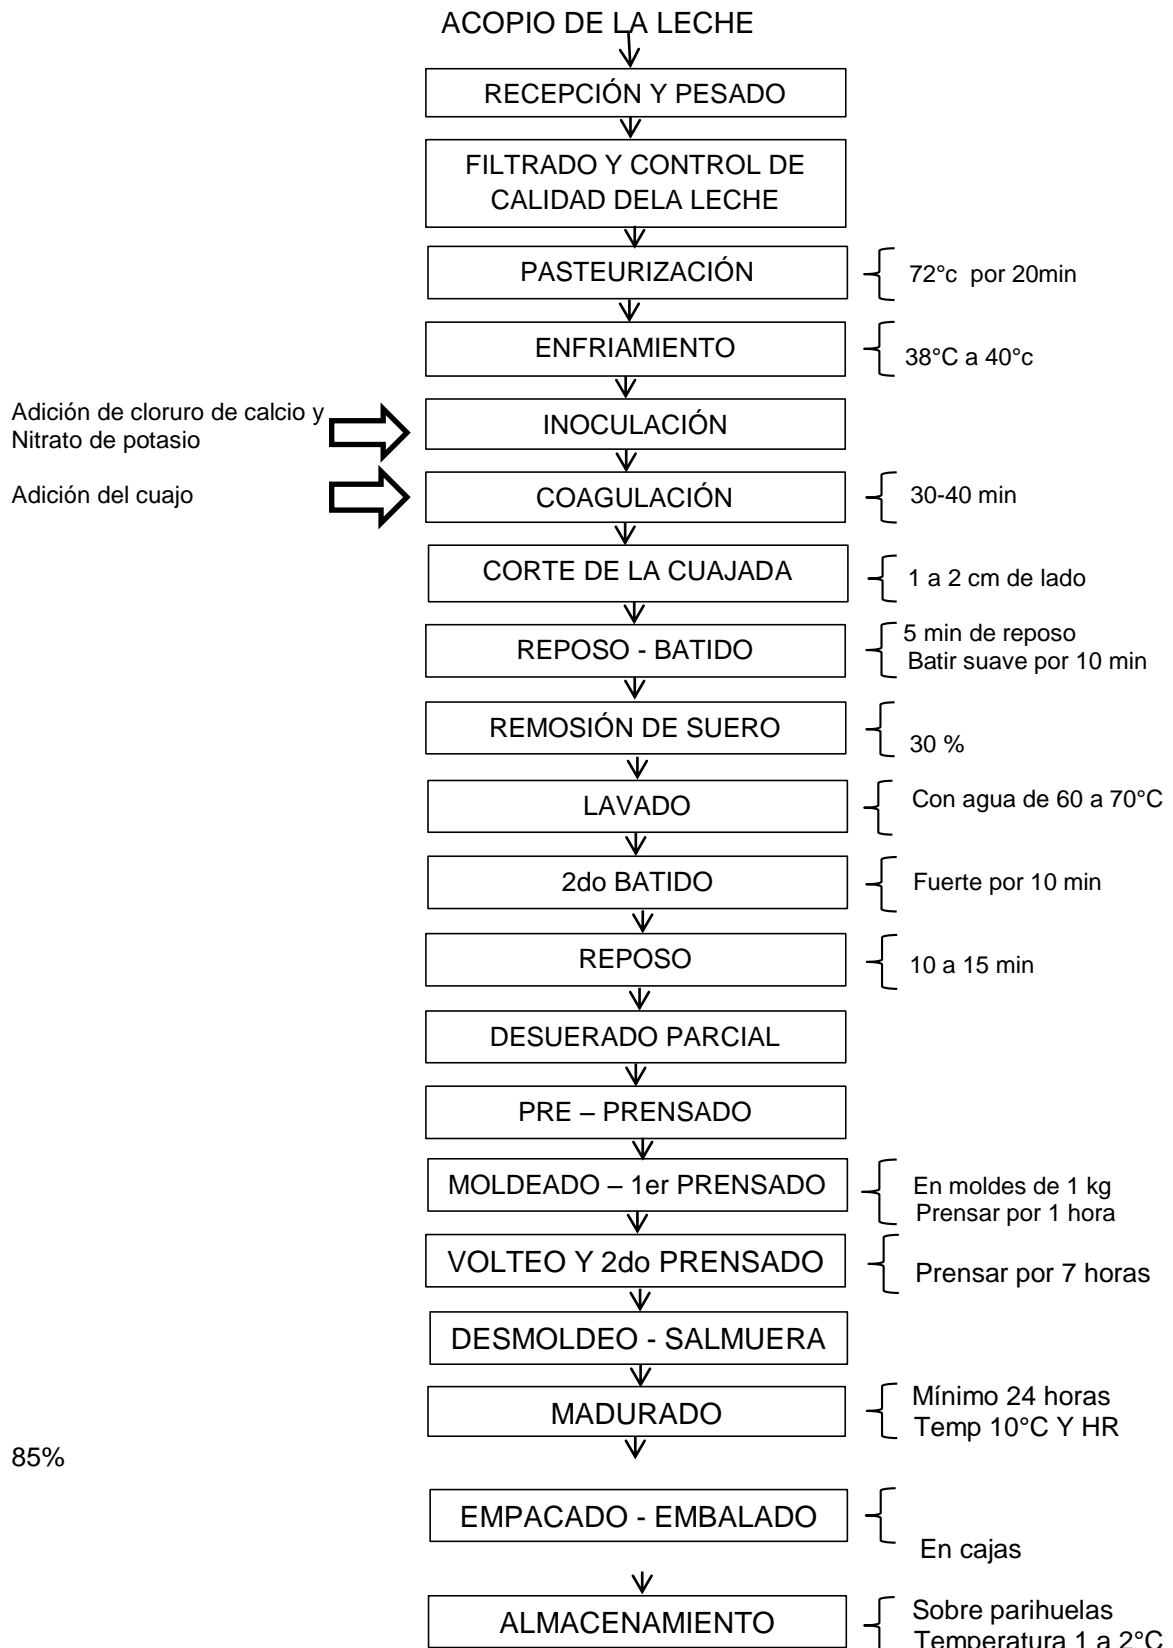 ACOPIO DE LA LECHE
RECEPCIÓN Y PESADO
FILTRADO Y CONTROL DE
CALIDAD DELA LECHE
PASTEURIZACIÓN
72°c por 20min
ENFRIAMIENTO
38°C a 40°c
Adición de cloruro de calcio y
Nitrato de potasio
INOCULACIÓN
Adición del cuajo
COAGULACIÓN
30-40 min
CORTE DE LA CUAJADA
1 a 2 cm de lado
REPOSO - BATIDO
5 min de reposo
Batir suave por 10 min
REMOSIÓN DE SUERO
30 %
LAVADO
Con agua de 60 a 70°C
2do BATIDO
Fuerte por 10 min
REPOSO
10 a 15 min
DESUERADO PARCIAL
PRE – PRENSADO
MOLDEADO – 1er PRENSADO
En moldes de 1 kg
Prensar por 1 hora
VOLTEO Y 2do PRENSADO
Prensar por 7 horas
DESMOLDEO - SALMUERA
MADURADO
Mínimo 24 horas
Temp 10°C Y HR
85%
EMPACADO - EMBALADO
En cajas
ALMACENAMIENTO
Sobre parihuelas
Temperatura 1 a 2°C